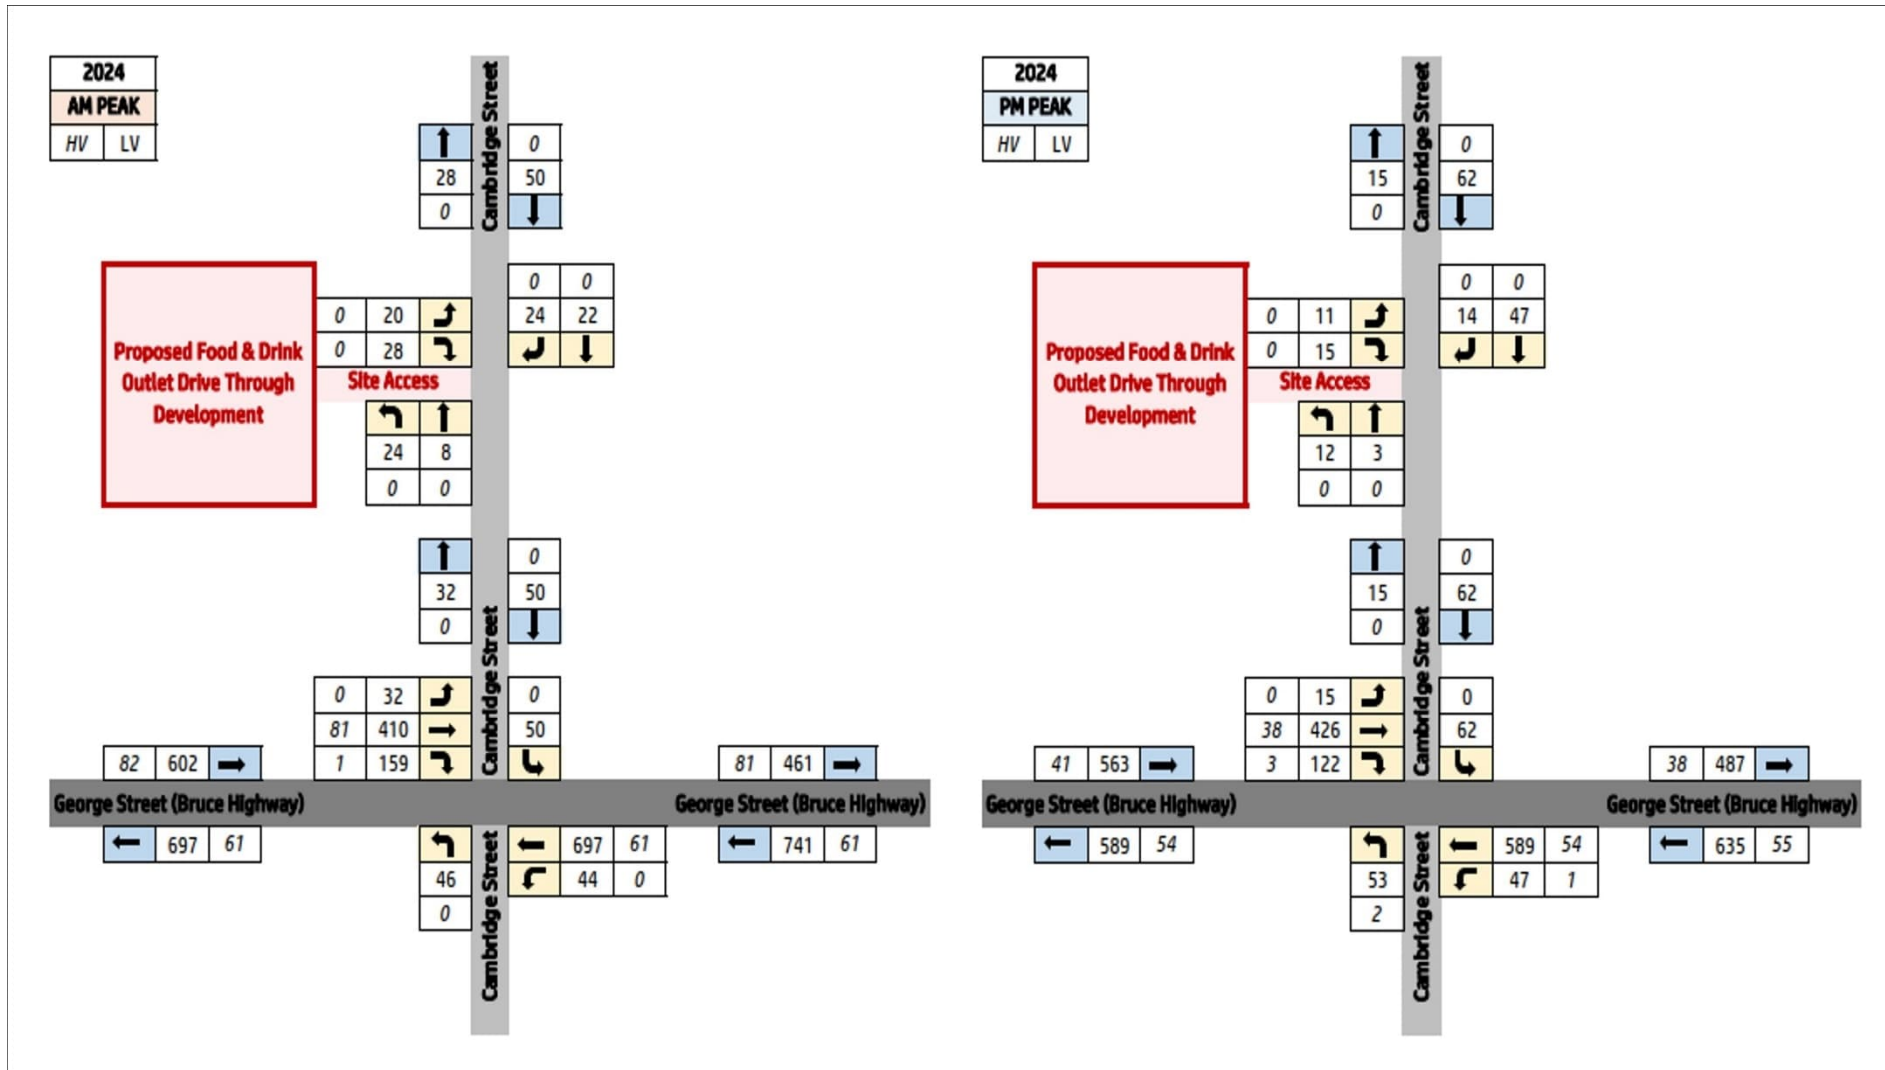 2024
AM PEAK
HV LV
Cambridge Street
28
0
0
50
Proposed Food & Drink
Outlet Drive Through
Development
0 20
0 28
Site Access
0 0
24 22
24 8
0 0
32
0
0
50
Cambridge Street
0 32
81 410
1 159
0
50
82 602
81 461
George Street (Bruce Highway)
George Street (Bruce Highway)
697 61
46
0
697 61
44 0
741 61
Cambridge Street
2024
PM PEAK
HV LV
Cambridge Street
15
0
0
62
Proposed Food & Drink
Outlet Drive Through
Development
0 11
0 15
Site Access
0 0
14 47
12 3
0 0
15
0
0
62
Cambridge Street
0 15
38 426
3 122
0
62
41 563
38 487
George Street (Bruce Highway)
George Street (Bruce Highway)
589 54
53
2
589 54
47 1
635 55
Cambridge Street